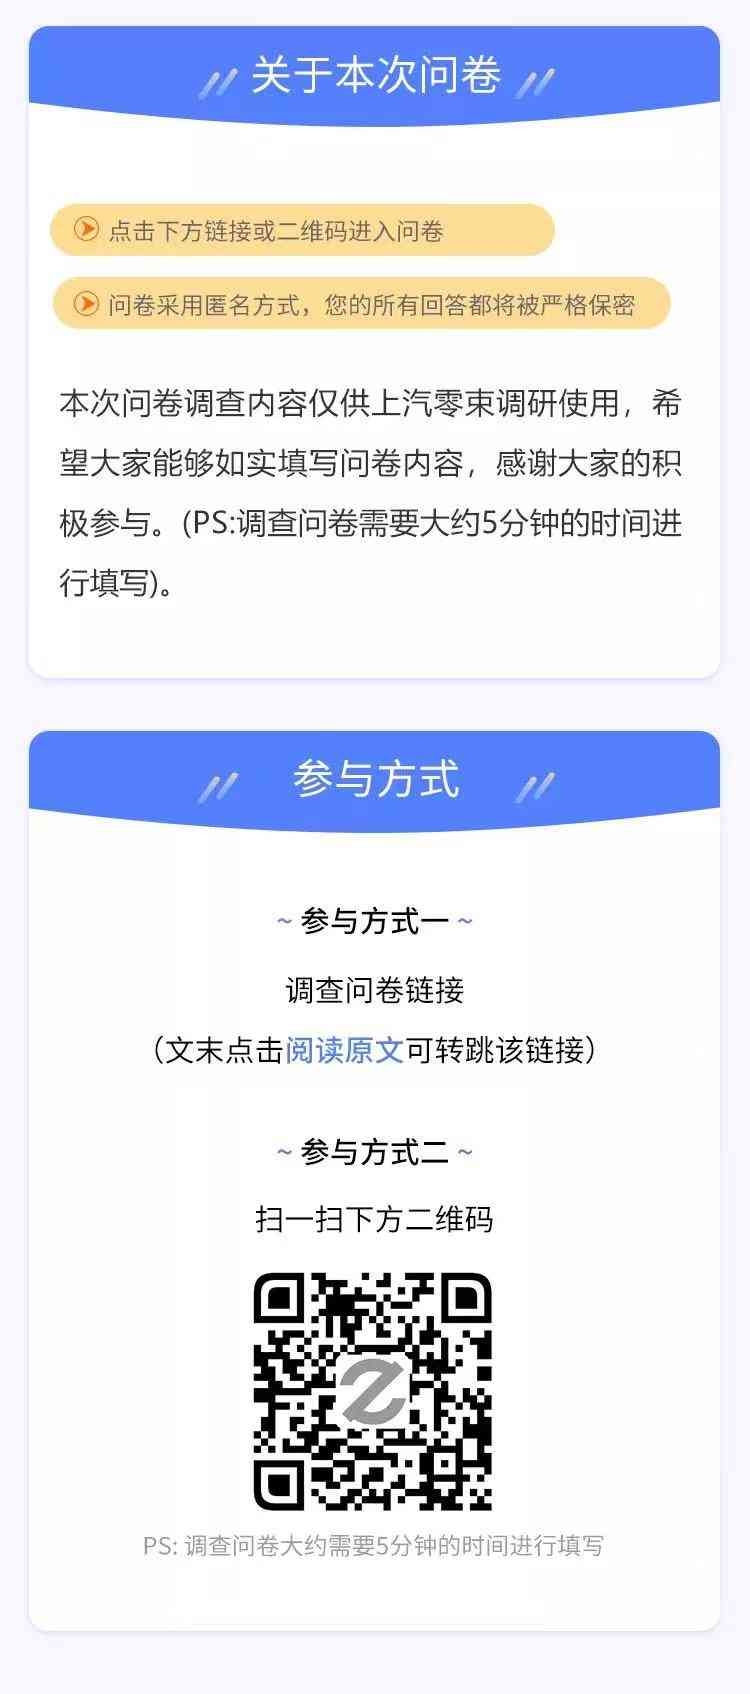 关于本次问卷
点击下方链接或二维码进入问卷
问卷采用匿名方式，您的所有回答都将被严格保密
本次问卷调查内容仅供上汽零束调研使用，希
望大家能够如实填写问卷内容，感谢大家的积
极参与。(PS:调查问卷需要大约5分钟的时间进
行填写)。
参与方式
~ 参与方式一 ~
调查问卷链接
（文末点击阅读原文可转跳该链接）
~ 参与方式二 ~
扫一扫下方二维码
PS: 调查问卷大约需要5分钟的时间进行填写